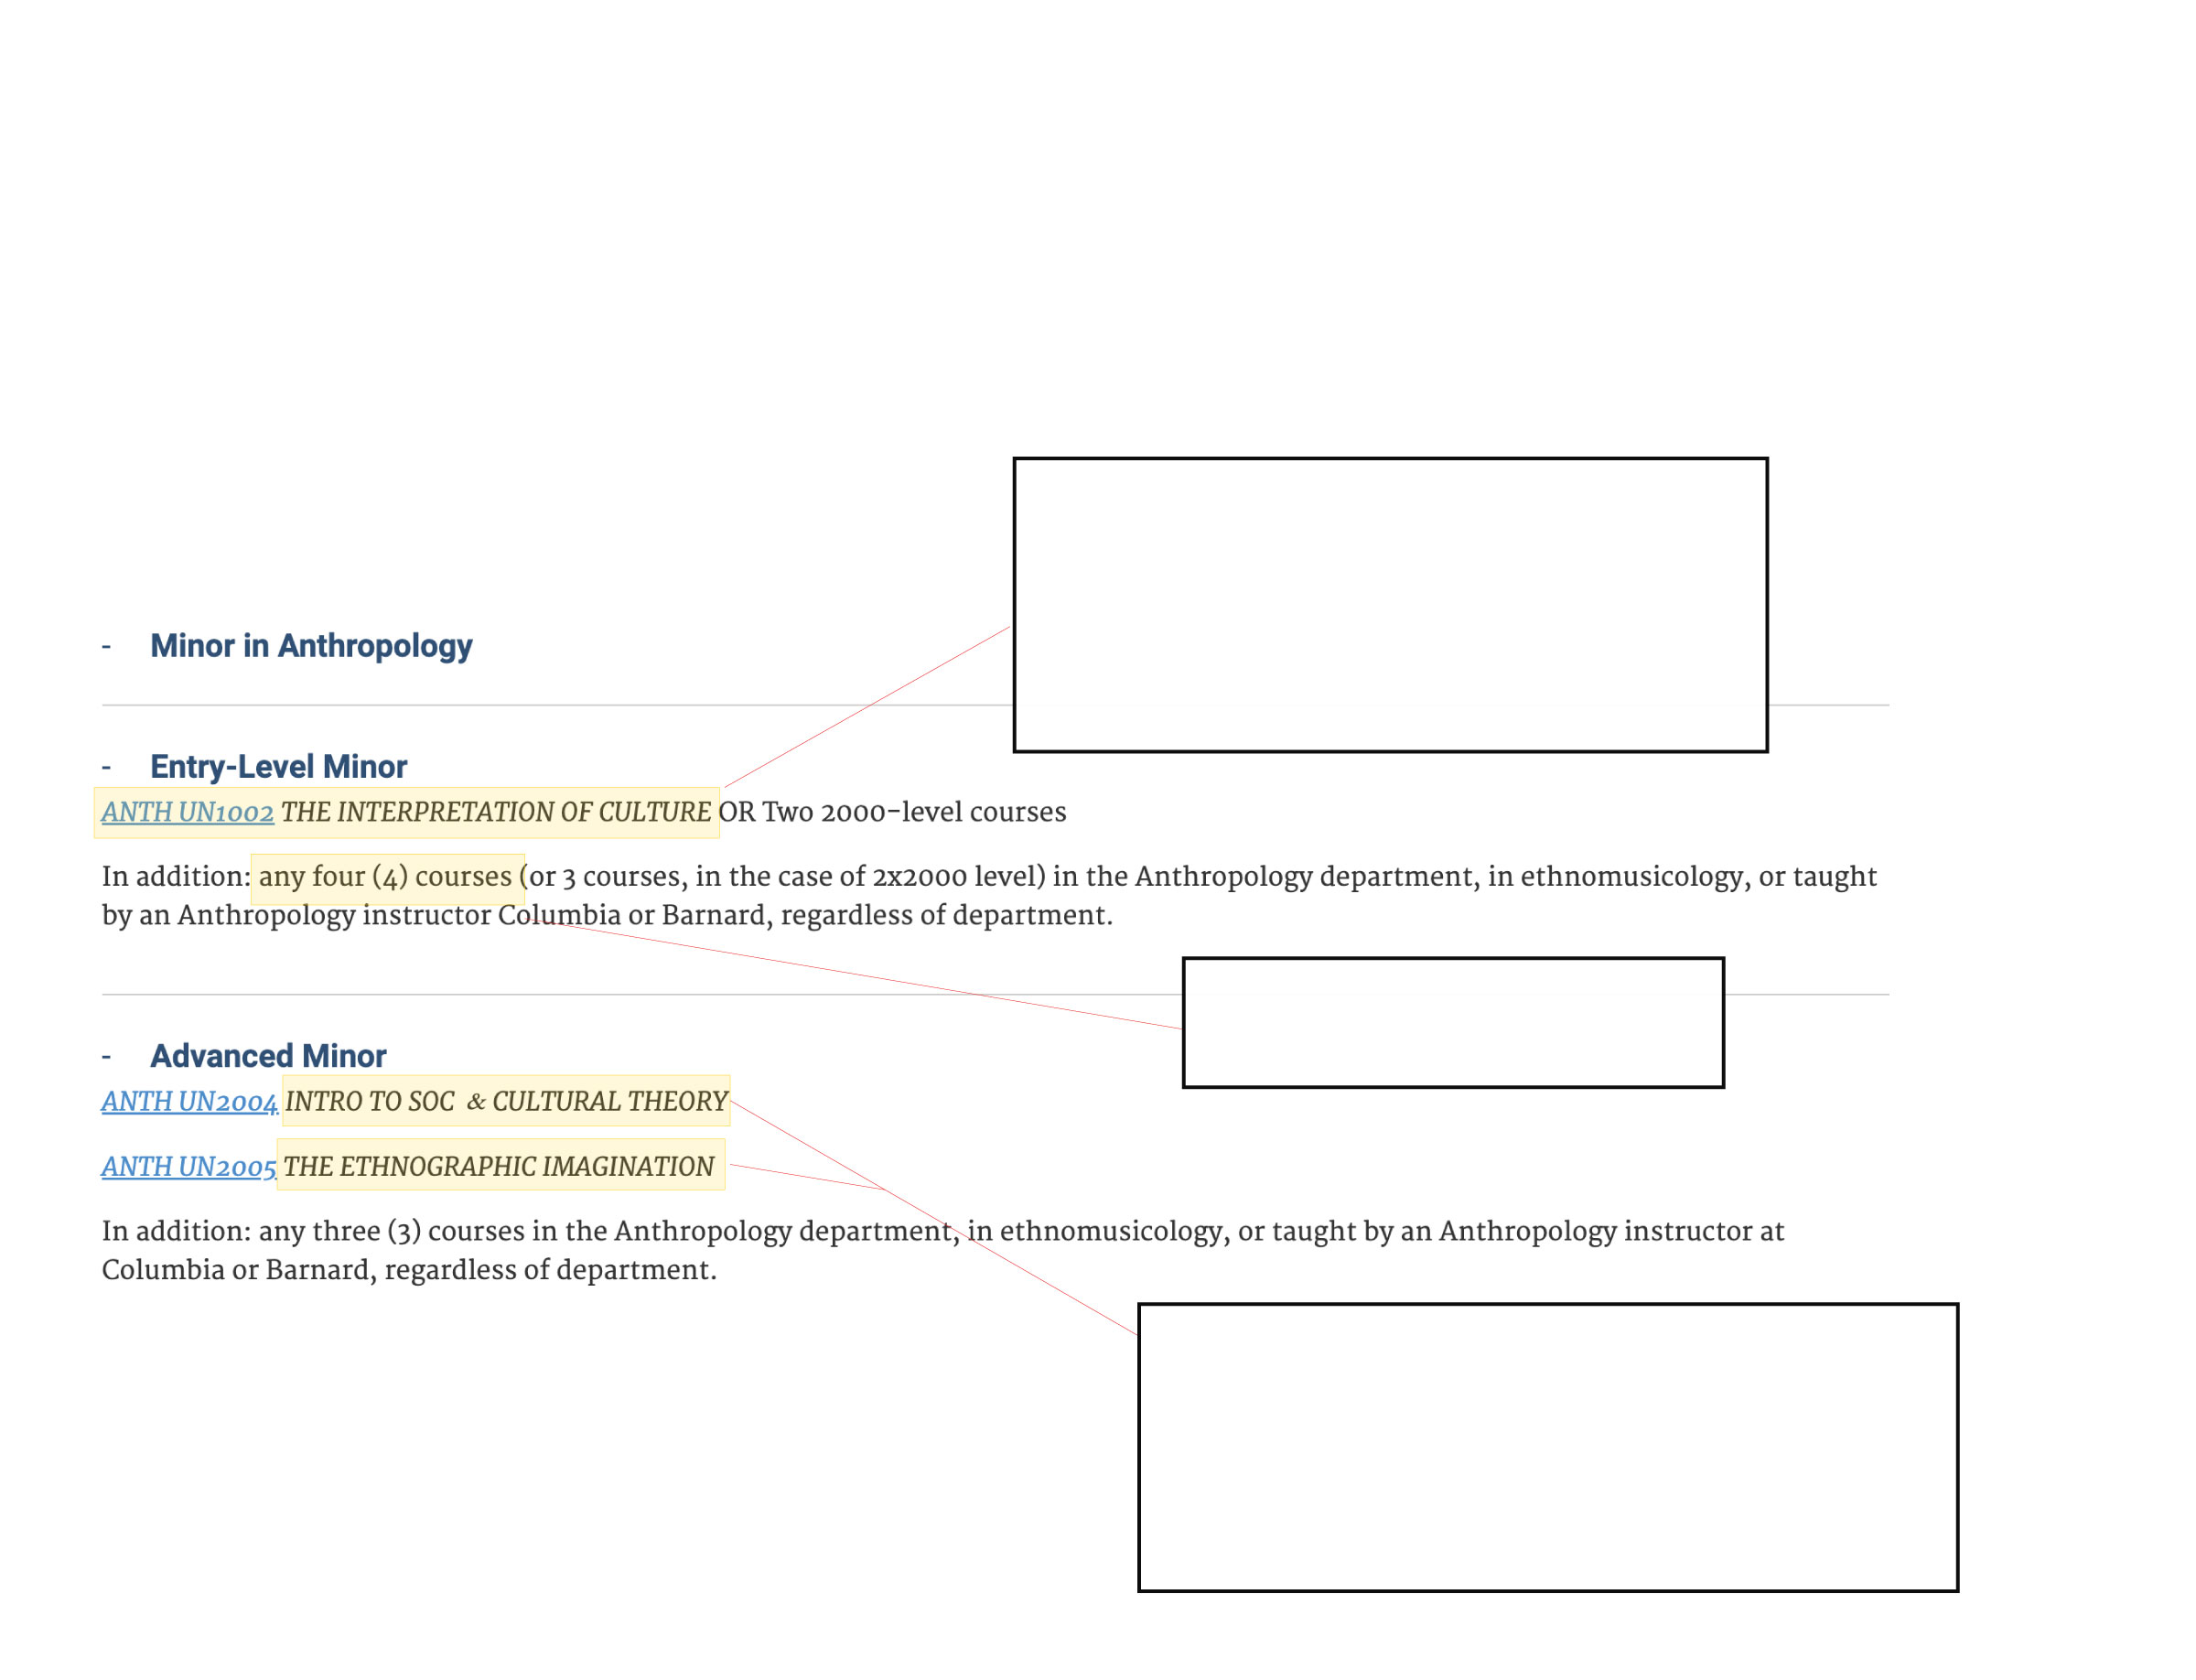 - Minor in Anthropology
- Entry-Level Minor
ANTH UN1002 THE INTERPRETATION OF CULTURE OR Two 2000-level courses
In addition: any four (4) courses (or 3 courses, in the case of 2x2000 level) in the Anthropology department, in ethnomusicology, or taught
by an Anthropology instructor Columbia or Barnard, regardless of department.
- Advanced Minor
ANTH UN2004 INTRO TO SOC & CULTURAL THEORY
ANTH UN2005 THE ETHNOGRAPHIC IMAGINATION
In addition: any three (3) courses in the Anthropology department, in ethnomusicology, or taught by an Anthropology instructor at
Columbia or Barnard, regardless of department.